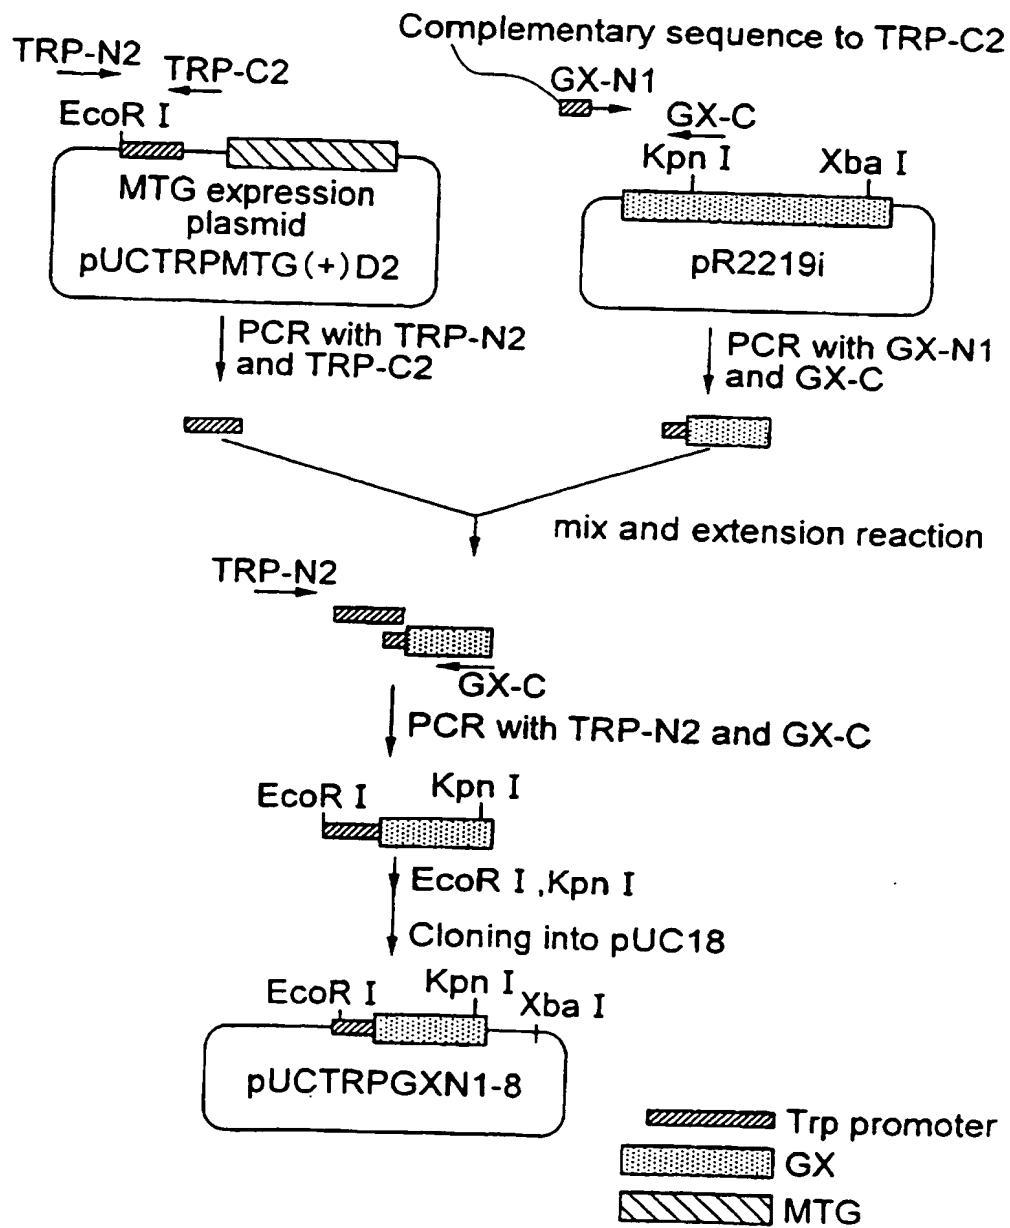 Complementary sequence to TRP-C2
TRP-N2
TRP-C2
EcoR I
MTG expression
plasmid
pUCTRPMTG(+)D2
GX-N1
GX-C
Kpn I
Xba I
pR2219i
PCR with TRP-N2
and TRP-C2
PCR with GX-N1
and GX-C
mix and extension reaction
TRP-N2
GX-C
PCR with TRP-N2 and GX-C
EcoR I
Kpn I
EcoR I ,Kpn I
Cloning into pUC18
EcoR I
Kpn I
Xba I
pUCTRPGXN1-8
Trp promoter
GX
MTG